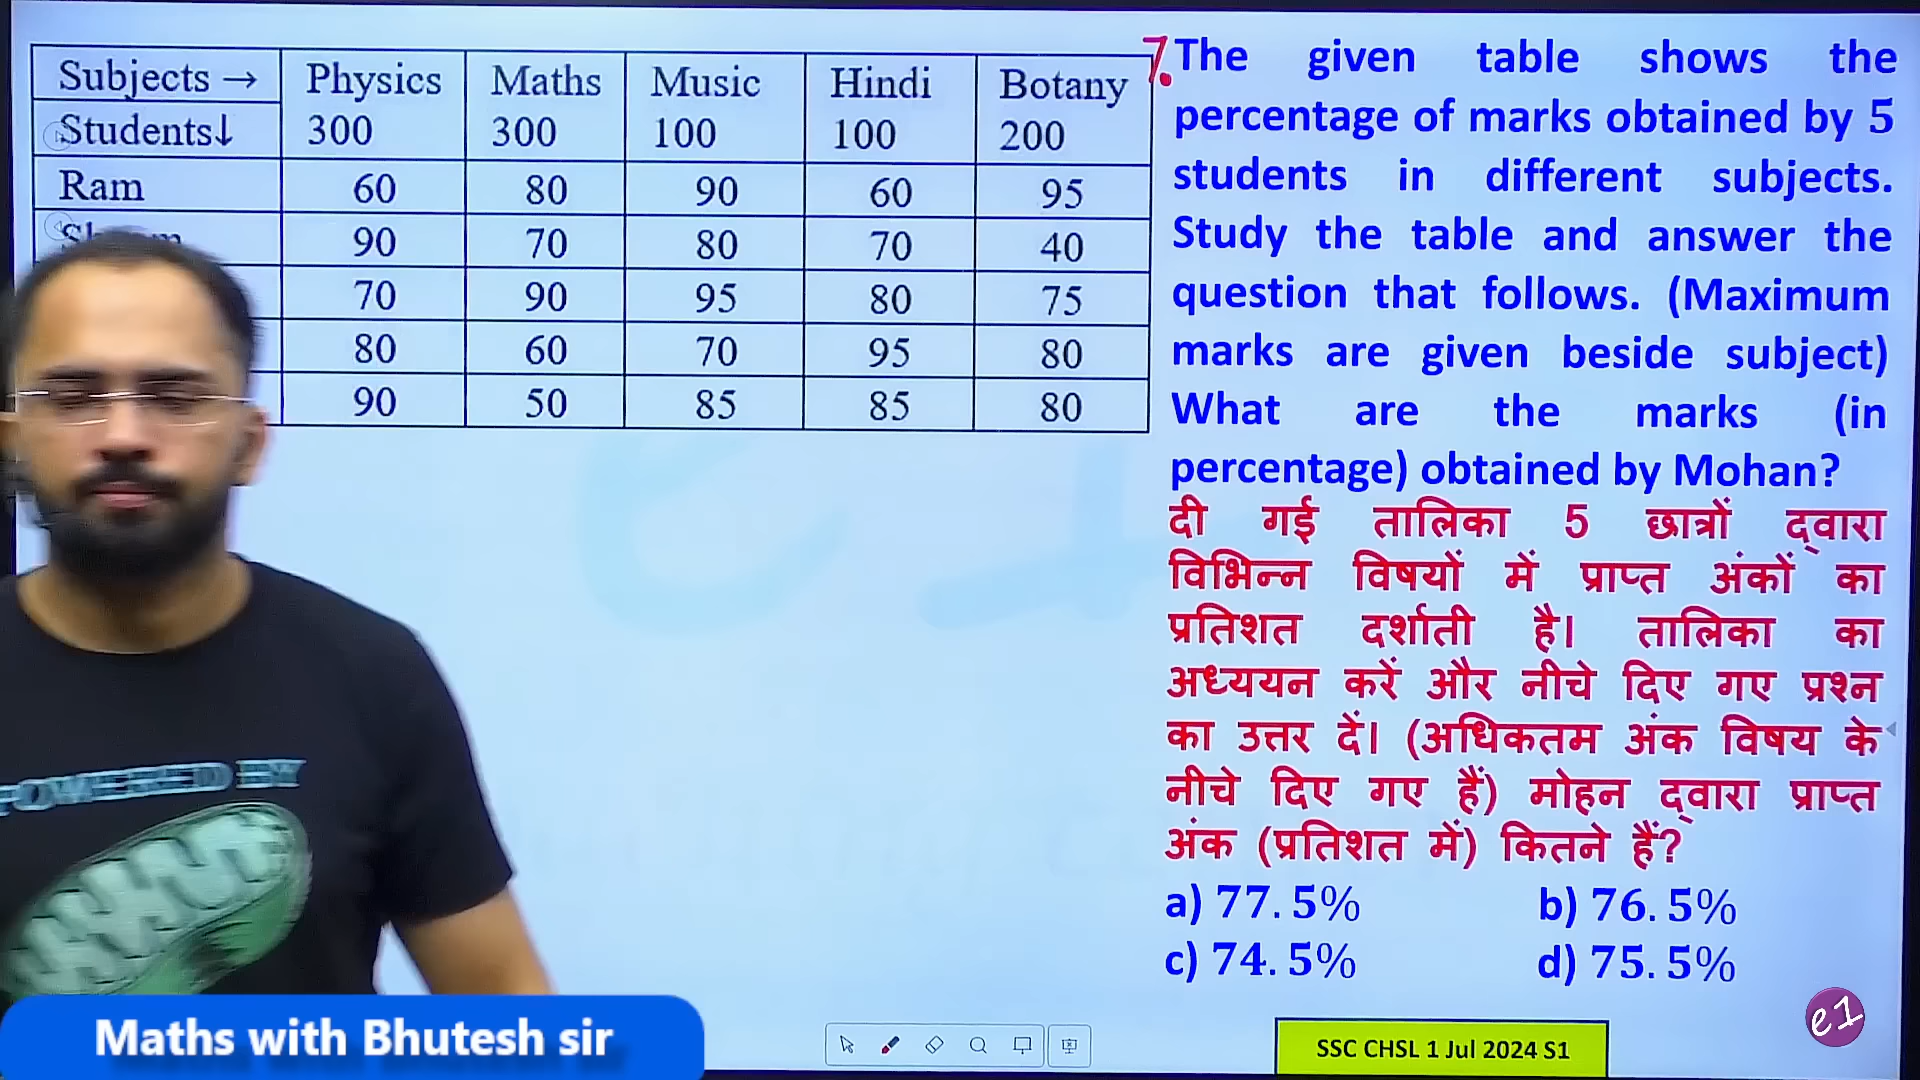 Subjects → Physics Maths Music Hindi Botany
Students↓ 300 300 100 100 200
Ram 60 80 90 60 95
90 70 80 70 40
70 90 95 80 75
80 60 70 95 80
90 50 85 85 80
7. The given table shows the
percentage of marks obtained by 5
students in different subjects.
Study the table and answer the
question that follows. (Maximum
marks are given beside subject)
What are the marks (in
percentage) obtained by Mohan?
दी गई तालिका 5 छात्रों द्वारा
विभिन्न विषयों में प्राप्त अंकों का
प्रतिशत दर्शाती है। तालिका का
अध्ययन करें और नीचे दिए गए प्रश्न
का उत्तर दें। (अधिकतम अंक विषय के
नीचे दिए गए हैं) मोहन द्वारा प्राप्त
अंक (प्रतिशत में) कितने हैं?
a) 77.5% b) 76.5%
c) 74.5% d) 75.5%
POWERED BY
Maths with Bhutesh sir
SSC CHSL 1 Jul 2024 S1
e1